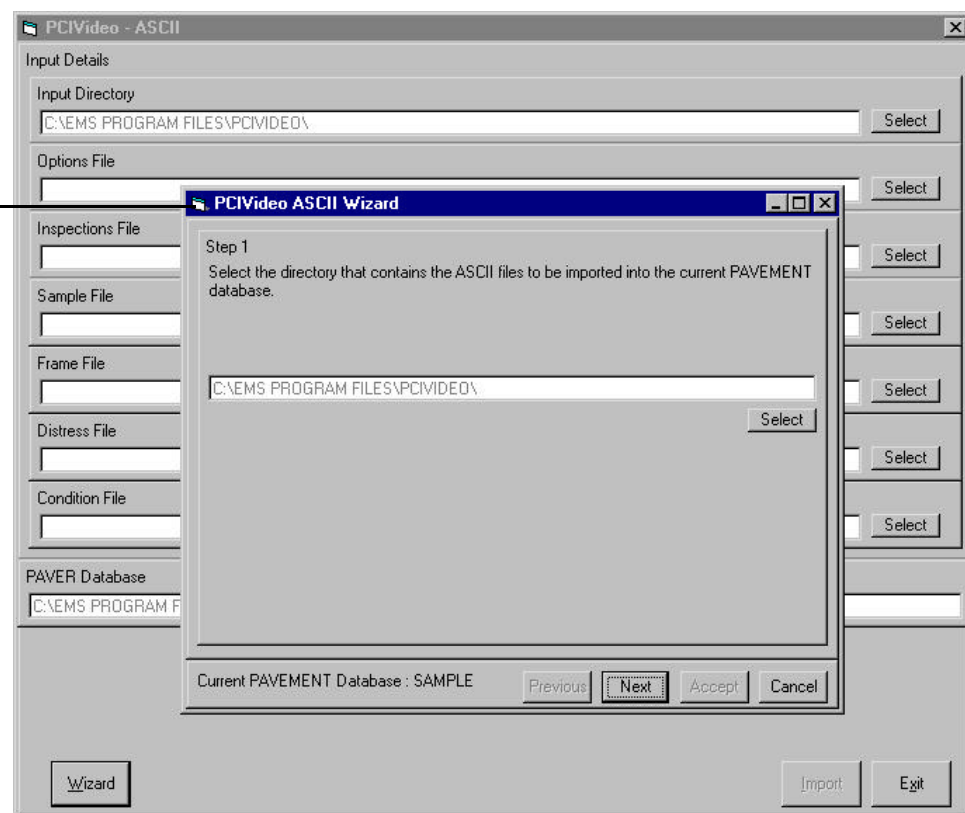 PCIVideo - ASCII
Input Details
Input Directory
C:\EMS PROGRAM FILES\PCIVIDEO\
Select
Options File
Select
Inspections File
Select
Sample File
Select
Frame File
Select
Distress File
Select
Condition File
Select
PAVER Database
C:\EMS PROGRAM F
PCIVideo ASCII Wizard
Step 1
Select the directory that contains the ASCII files to be imported into the current PAVEMENT
database.
C:\EMS PROGRAM FILES\PCIVIDEO\
Select
Current PAVEMENT Database : SAMPLE
Previous
Next
Accept
Cancel
Wizard
Import
Exit